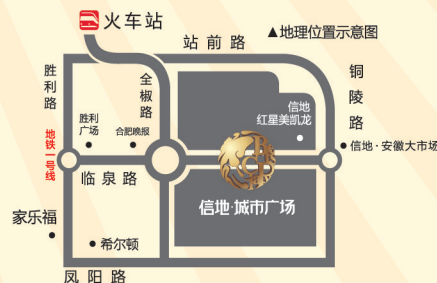 火车站
站前路
▲地理位置示意图
胜利路
全椒路
铜陵路
信地
红星美凯龙
胜利
广场
合肥晚报
地铁一号线
信地·安徽大市场
临泉路
信地·城市广场
家乐福
希尔顿
凤阳路